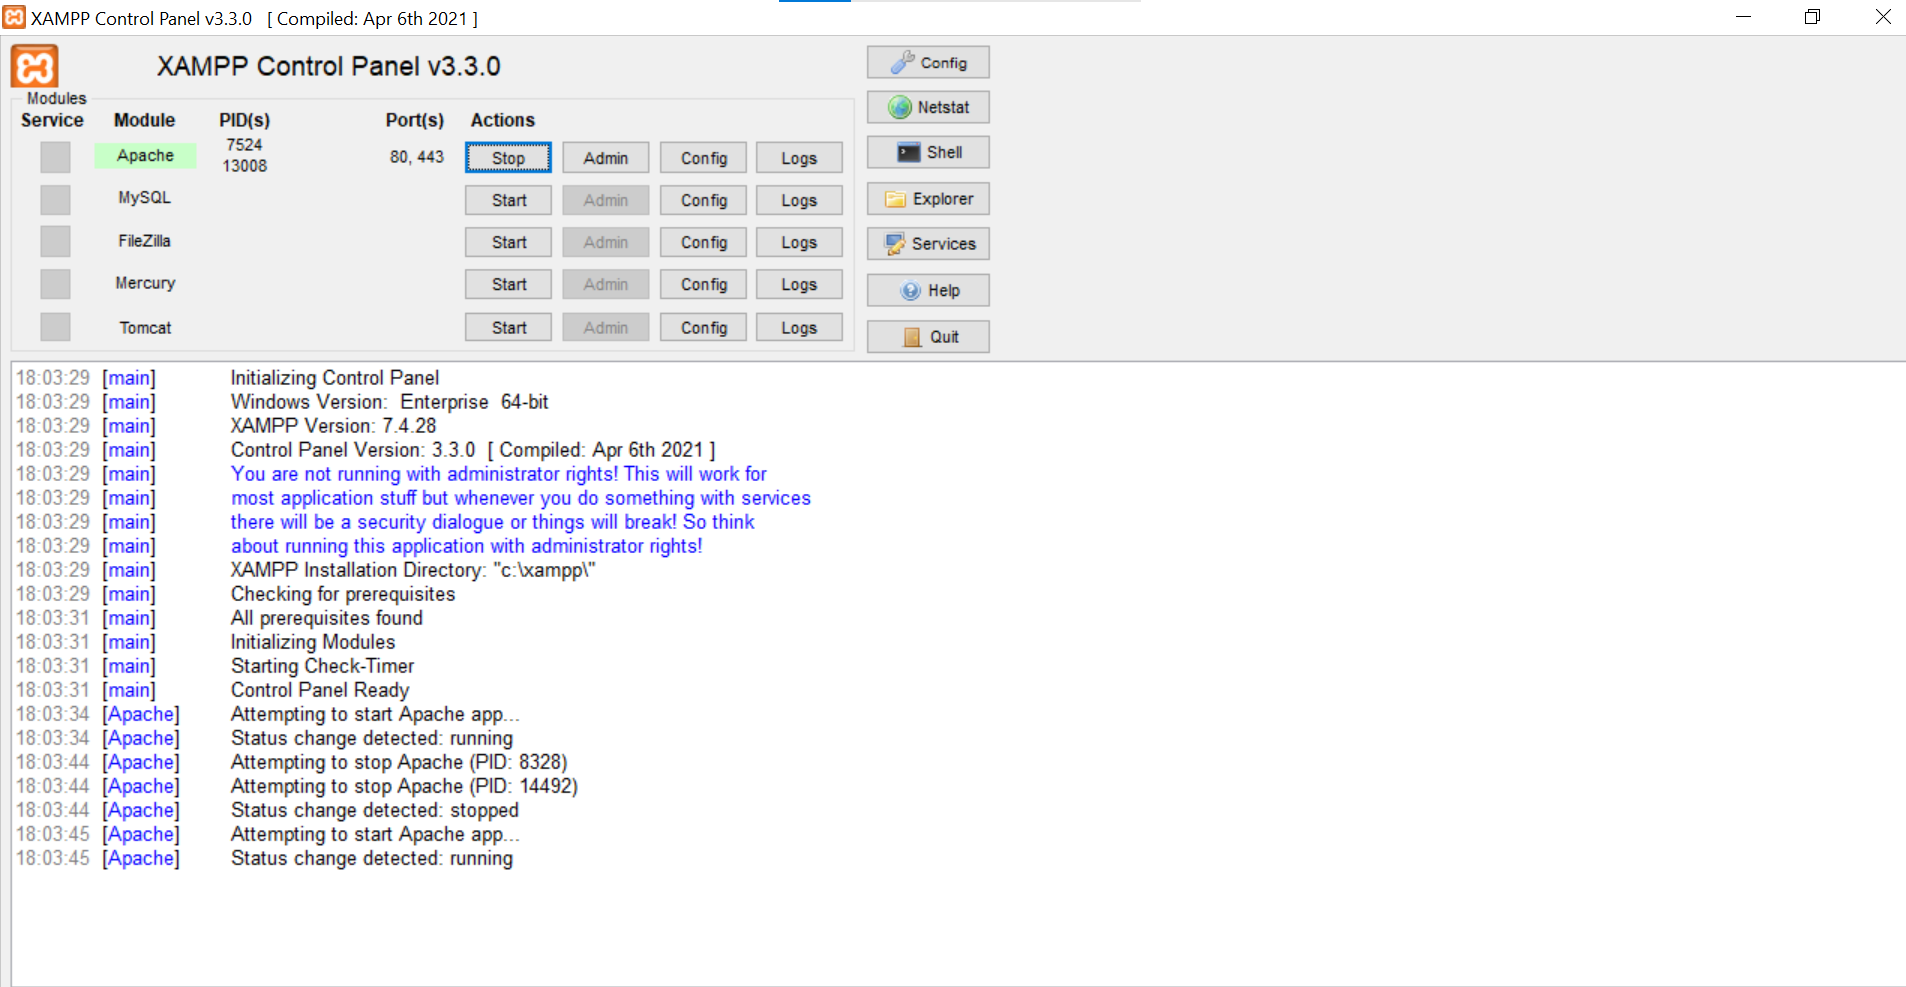 XAMPP Control Panel v3.3.0 [ Compiled: Apr 6th 2021 ]
XAMPP Control Panel v3.3.0
Modules
Service Module PID(s) Port(s) Actions
Apache 7524 13008 80, 443 Stop Admin Config Logs
MySQL Start Admin Config Logs
FileZilla Start Admin Config Logs
Mercury Start Admin Config Logs
Tomcat Start Admin Config Logs
Config
Netstat
Shell
Explorer
Services
Help
Quit
18:03:29 [main] Initializing Control Panel
18:03:29 [main] Windows Version: Enterprise 64-bit
18:03:29 [main] XAMPP Version: 7.4.28
18:03:29 [main] Control Panel Version: 3.3.0 [ Compiled: Apr 6th 2021 ]
18:03:29 [main] You are not running with administrator rights! This will work for
18:03:29 [main] most application stuff but whenever you do something with services
18:03:29 [main] there will be a security dialogue or things will break! So think
18:03:29 [main] about running this application with administrator rights!
18:03:29 [main] XAMPP Installation Directory: "c:\xampp\"
18:03:29 [main] Checking for prerequisites
18:03:31 [main] All prerequisites found
18:03:31 [main] Initializing Modules
18:03:31 [main] Starting Check-Timer
18:03:31 [main] Control Panel Ready
18:03:34 [Apache] Attempting to start Apache app...
18:03:34 [Apache] Status change detected: running
18:03:44 [Apache] Attempting to stop Apache (PID: 8328)
18:03:44 [Apache] Attempting to stop Apache (PID: 14492)
18:03:44 [Apache] Status change detected: stopped
18:03:45 [Apache] Attempting to start Apache app...
18:03:45 [Apache] Status change detected: running